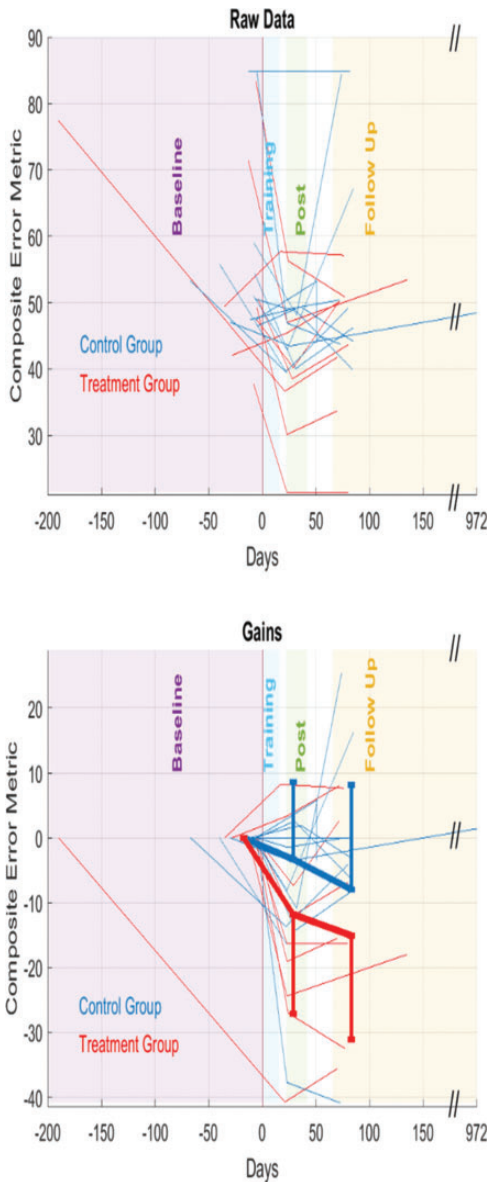 Raw Data
//
90
80
70
60
50
40
30
Composite Error Metric
Baseline
Training
Post
Follow Up
Control Group
Treatment Group
//
-200 -150 -100 -50 0 50 100 150 972
Days
Gains
//
20
10
0
-10
-20
-30
-40
Composite Error Metric
Baseline
Training
Post
Follow Up
Control Group
Treatment Group
//
-200 -150 -100 -50 0 50 100 150 972
Days